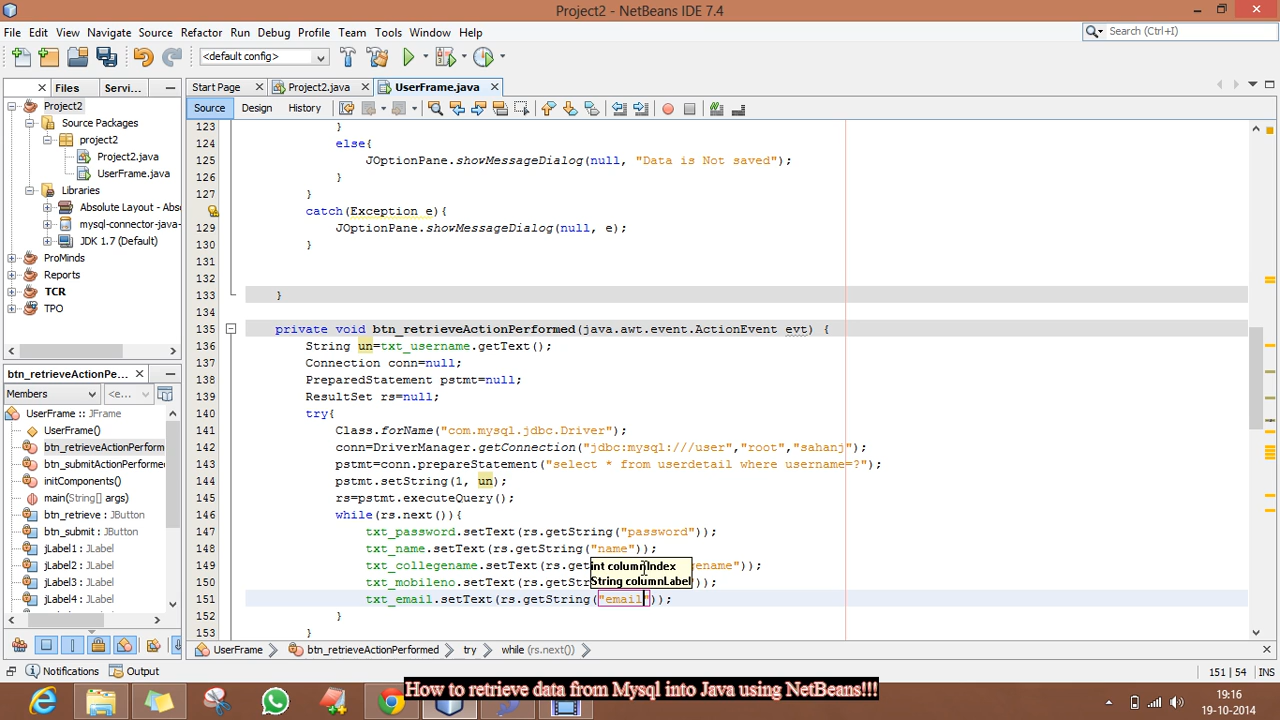 Project2 - NetBeans IDE 7.4
File Edit View Navigate Source Refactor Run Debug Profile Team Tools Window Help
Search (Ctrl+I)
<default config>
Files Servi...
Start Page Project2.java UserFrame.java
Source Design History
Project2
Source Packages
project2
Project2.java
UserFrame.java
Libraries
Absolute Layout - Abs
mysql-connector-java-
JDK 1.7 (Default)
ProMinds
Reports
TCR
TPO
btn_retrieveActionPe...
Members <e...
UserFrame :: JFrame
UserFrame()
btn_retrieveActionPerform
btn_submitActionPerforme
initComponents()
main(String[] args)
btn_retrieve : JButton
btn_submit : JButton
jLabel1 : JLabel
jLabel2 : JLabel
jLabel3 : JLabel
jLabel4 : JLabel
123 }
124 else{
125 JOptionPane.showMessageDialog(null, "Data is Not saved");
126 }
127 }
catch(Exception e){
129 JOptionPane.showMessageDialog(null, e);
130 }
131
132
133 }
134
135 private void btn_retrieveActionPerformed(java.awt.event.ActionEvent evt) {
136 String un=txt_username.getText();
137 Connection conn=null;
138 PreparedStatement pstmt=null;
139 ResultSet rs=null;
140 try{
141 Class.forName("com.mysql.jdbc.Driver");
142 conn=DriverManager.getConnection("jdbc:mysql:///user","root","sahanj");
143 pstmt=conn.prepareStatement("select * from userdetail where username=?");
144 pstmt.setString(1, un);
145 rs=pstmt.executeQuery();
146 while(rs.next()){
147 txt_password.setText(rs.getString("password"));
148 txt_name.setText(rs.getString("name"));
149 txt_collegename.setText(rs.get int columnIndex ename"));
150 txt_mobileno.setText(rs.getStr String columnLabel "));
151 txt_email.setText(rs.getString("email"));
152 }
153 }
UserFrame btn_retrieveActionPerformed try while (rs.next())
Notifications Output
151 | 54 INS
How to retrieve data from Mysql into Java using NetBeans!!!
19:16
19-10-2014